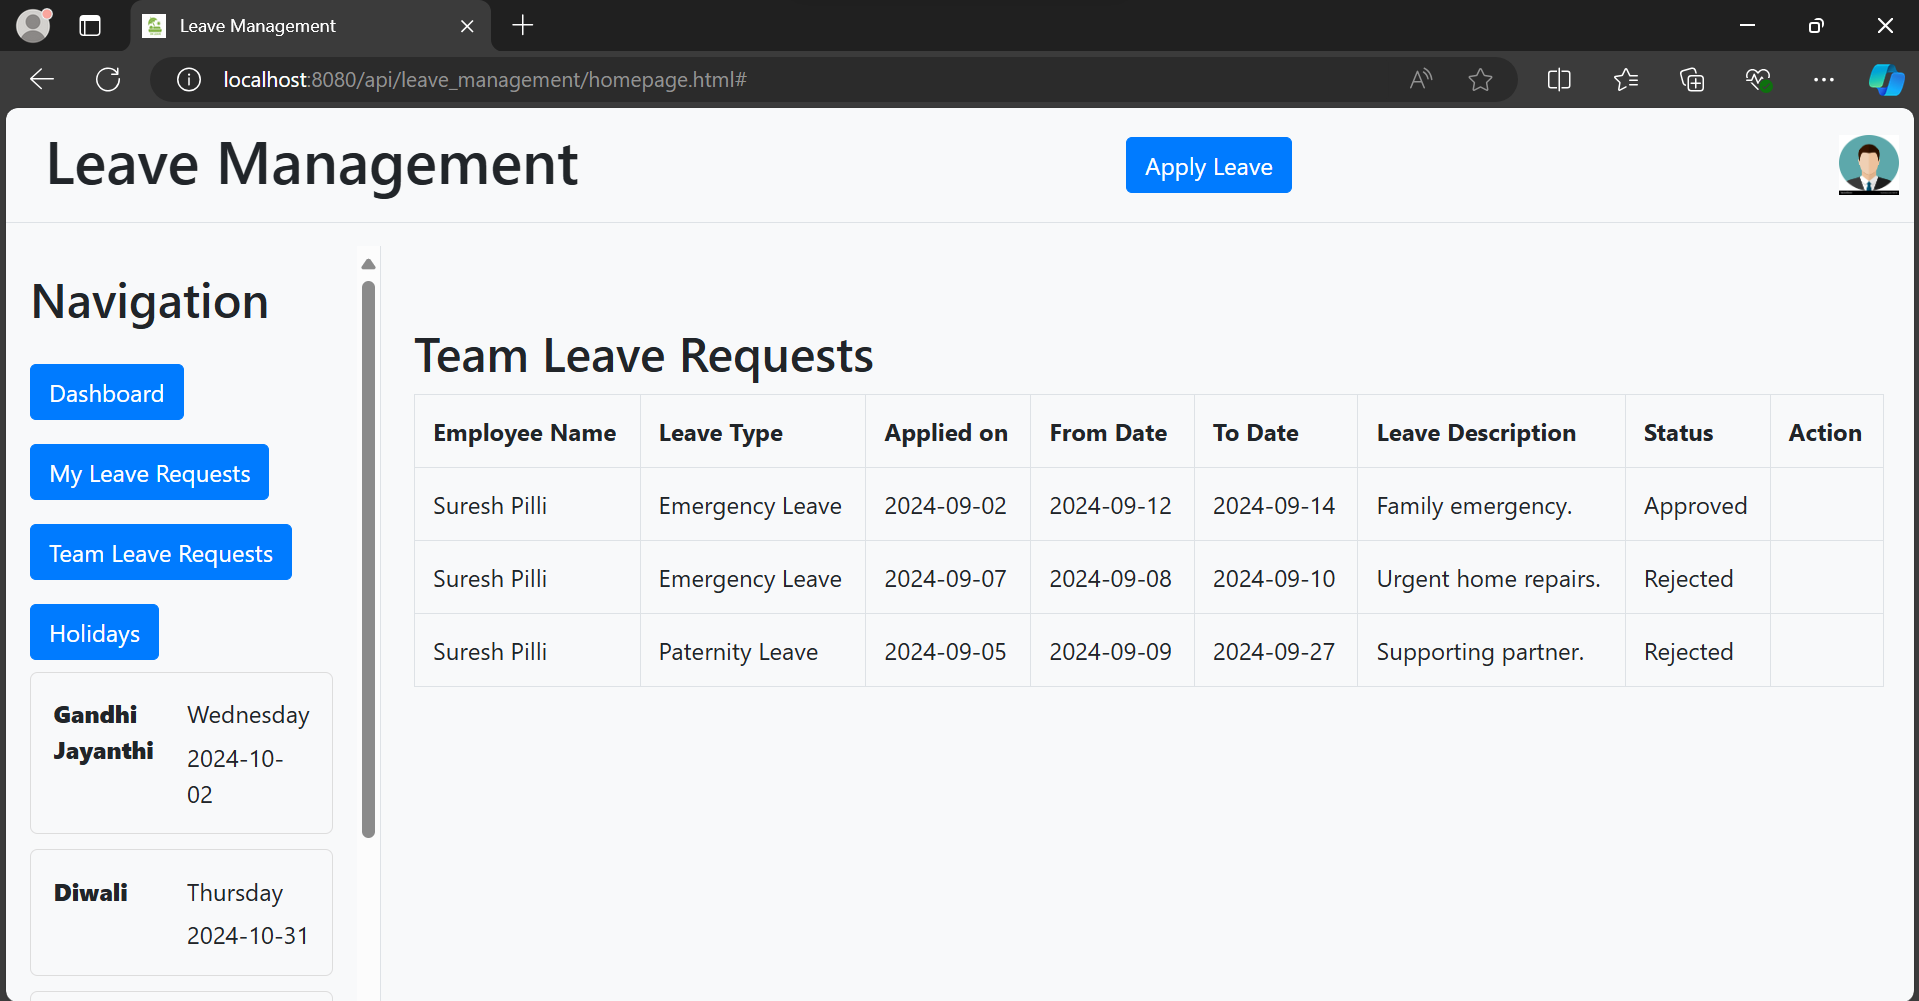 Leave Management
localhost:8080/api/leave_management/homepage.html#
Leave Management
Apply Leave
Navigation
Dashboard
My Leave Requests
Team Leave Requests
Holidays
Gandhi Jayanthi
Wednesday
2024-10-
02
Diwali
Thursday
2024-10-31
Team Leave Requests
Employee Name Leave Type Applied on From Date To Date Leave Description Status Action
Suresh Pilli Emergency Leave 2024-09-02 2024-09-12 2024-09-14 Family emergency. Approved
Suresh Pilli Emergency Leave 2024-09-07 2024-09-08 2024-09-10 Urgent home repairs. Rejected
Suresh Pilli Paternity Leave 2024-09-05 2024-09-09 2024-09-27 Supporting partner. Rejected